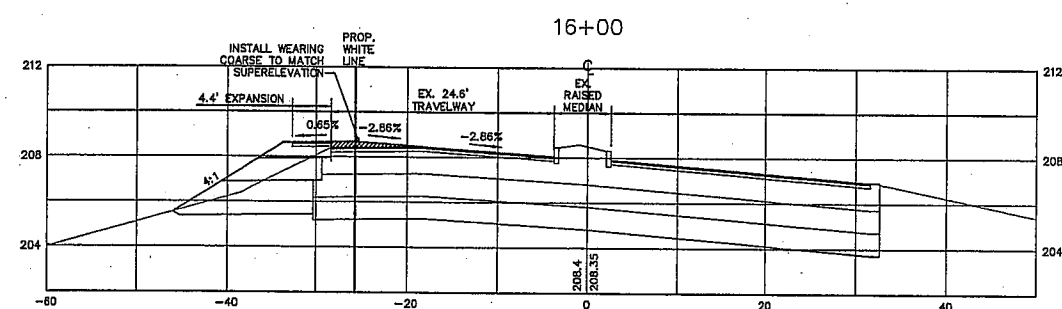 16+00
INSTALL WEARING
COARSE TO MATCH
SUPERELEVATION
PROP.
WHITE
LINE
℄
EX.
RAISED
MEDIAN
4.4' EXPANSION
EX. 24.6'
TRAVELWAY
0.65%
-2.86%
-2.86%
4:1
212
208
204
212
208
204
208.4
208.35
-60
-40
-20
0
20
40